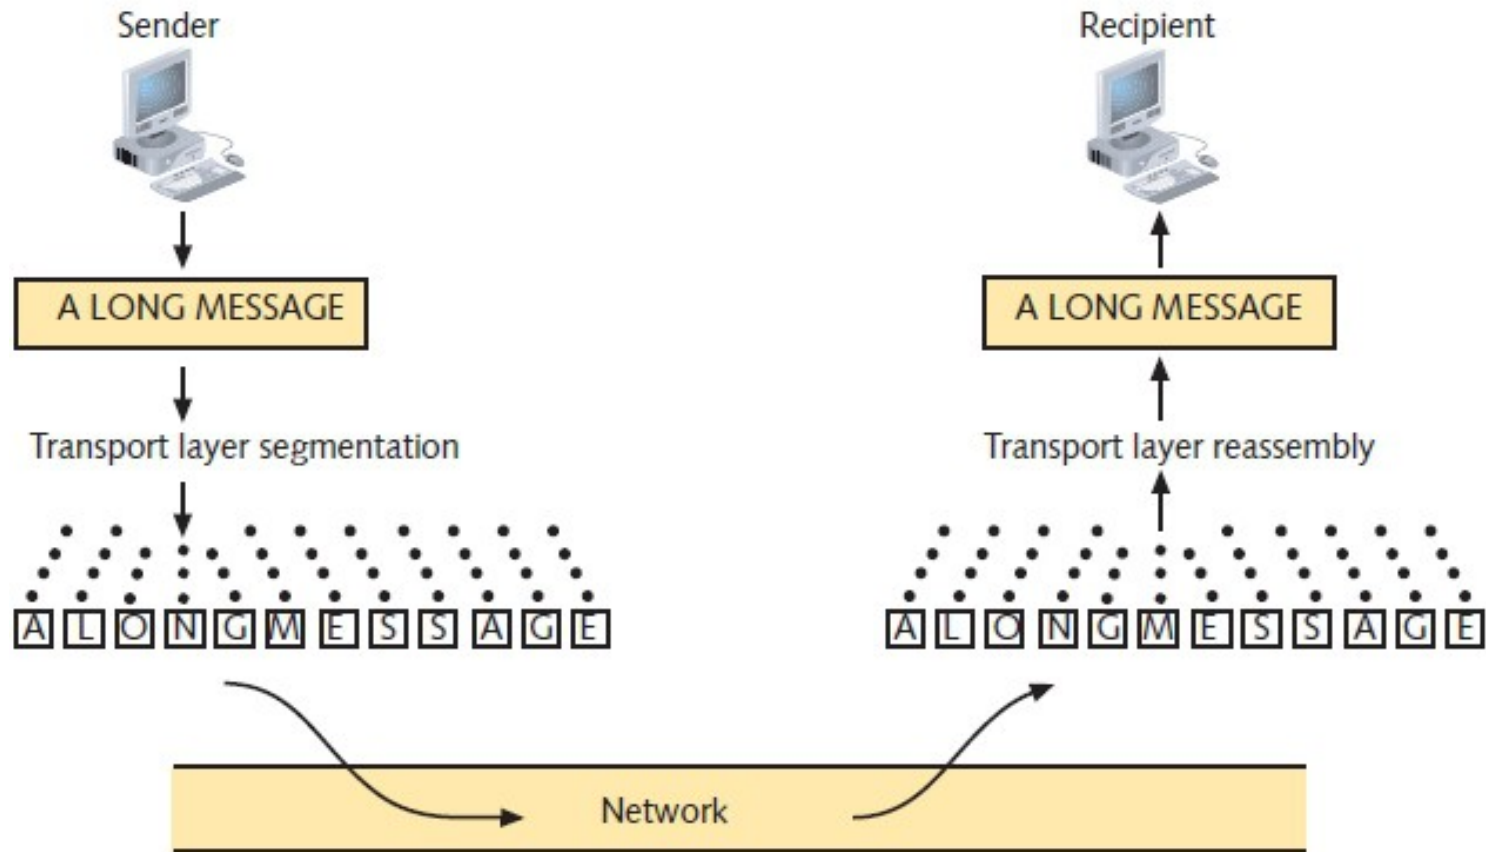 Sender
Recipient
A LONG MESSAGE
A LONG MESSAGE
Transport layer segmentation
Transport layer reassembly
A L O N G M E S S A G E
A L O N G M E S S A G E
Network